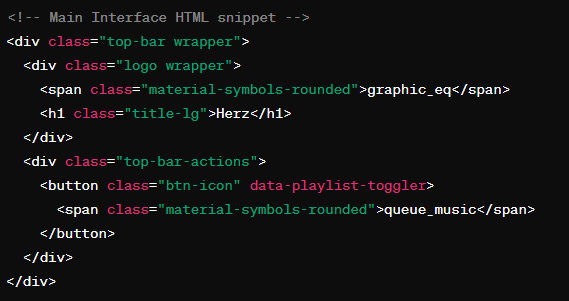 <!-- Main Interface HTML snippet -->
<div class="top-bar wrapper">
  <div class="logo wrapper">
    <span class="material-symbols-rounded">graphic_eq</span>
    <h1 class="title-lg">Herz</h1>
  </div>
  <div class="top-bar-actions">
    <button class="btn-icon" data-playlist-toggler>
      <span class="material-symbols-rounded">queue_music</span>
    </button>
  </div>
</div>